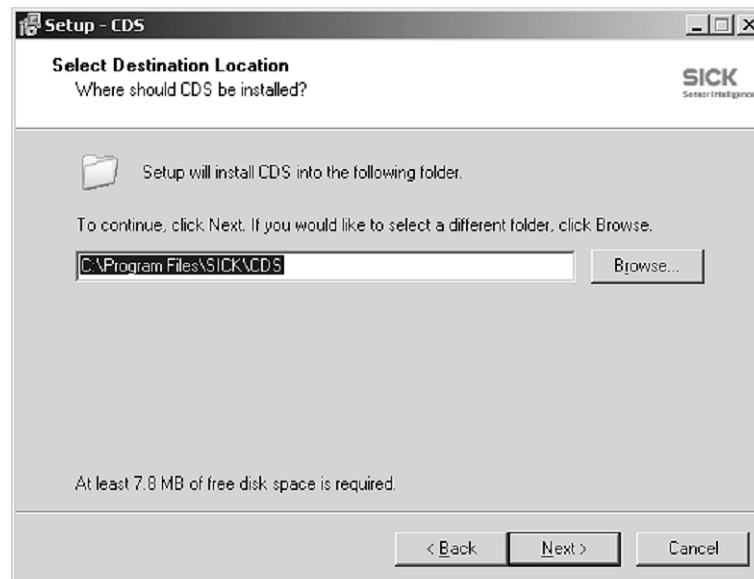 Setup - CDS
Select Destination Location
Where should CDS be installed?
SICK
Sensor Intelligence
Setup will install CDS into the following folder.
To continue, click Next. If you would like to select a different folder, click Browse.
C:\Program Files\SICK\CDS
Browse...
At least 7.8 MB of free disk space is required.
< Back
Next >
Cancel